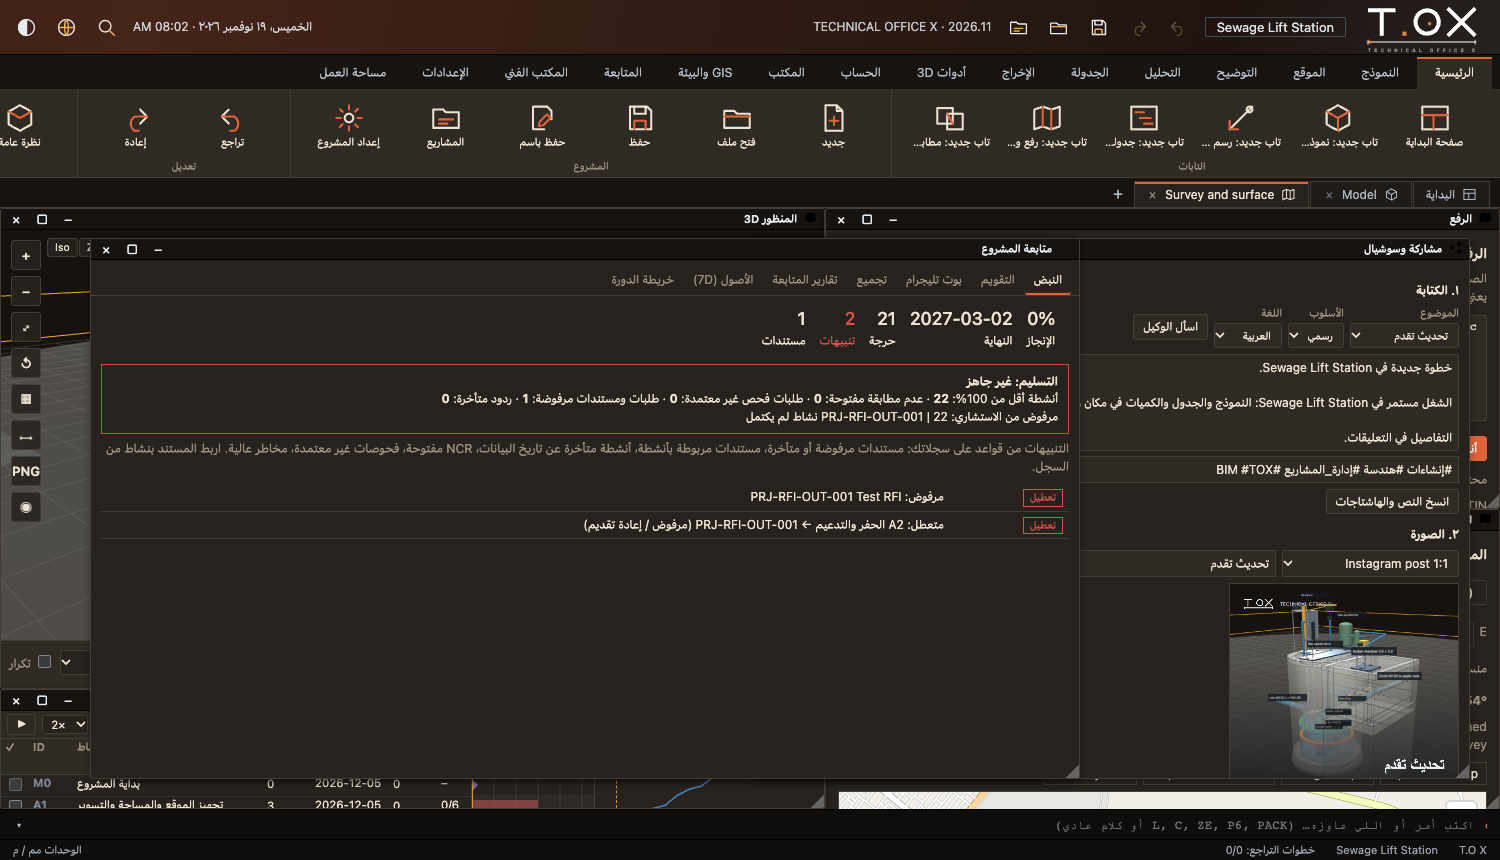 T.OX
TECHNICAL OFFICE X
Sewage Lift Station
TECHNICAL OFFICE X · 2026.11
الخميس، ١٩ نوفمبر ٢٠٢٦ · 08:02 AM
الرئيسية
النموذج
الموقع
التوضيح
التحليل
الجدولة
الإخراج
أدوات 3D
الحساب
المكتب
GIS والبيئة
المتابعة
المكتب الفني
الإعدادات
مساحة العمل
صفحة البداية
تاب جديد: نموذ...
تاب جديد: رسم ...
تاب جديد: جدولـ...
تاب جديد: رفع و...
تاب جديد: مطابـ...
التابات
جديد
فتح ملف
حفظ
حفظ باسم
المشاريع
إعداد المشروع
المشروع
تراجع
إعادة
تعديل
نظرة عامة
البداية
Model ×
Survey and surface ×
+
الرفع
المنظور 3D
Iso
PNG
تكرار
مشاركة وسوشيال
١. الكتابة
الموضوع
الأسلوب
اللغة
تحديث تقدم
رسمي
العربية
اسأل الوكيل
خطوة جديدة في Sewage Lift Station.
الشغل مستمر في Sewage Lift Station: النموذج والجدول والكميات في مكان
التفاصيل في التعليقات.
#إنشاءات #هندسة #إدارة_المشاريع #BIM #TOX
انسخ النص والهاشتاجات
٢. الصورة
Instagram post 1:1
تحديث تقدم
T.OX
تحديث تقدم
متابعة المشروع
النبض
التقويم
بوت تليجرام
تجميع
تقارير المتابعة
الأصول (7D)
خريطة الدورة
0%
الإنجاز
2027-03-02
النهاية
21
حرجة
2
تنبيهات
1
مستندات
التسليم: غير جاهز
أنشطة أقل من 100%: 22 · عدم مطابقة مفتوحة: 0 · طلبات فحص غير معتمدة: 0 · طلبات ومستندات مرفوضة: 1 · ردود متأخرة: 0
مرفوض من الاستشاري: PRJ-RFI-OUT-001 | 22 نشاط لم يكتمل
التنبيهات من قواعد على سجلاتك: مستندات مرفوضة أو متأخرة، مستندات مربوطة بأنشطة، أنشطة متأخرة عن تاريخ البيانات، NCR مفتوحة، فحوصات غير معتمدة، مخاطر عالية. اربط المستند بنشاط من
السجل.
تعطيل
مرفوض: PRJ-RFI-OUT-001 Test RFI
تعطيل
متعطل: A2 الحفر والتدعيم ← PRJ-RFI-OUT-001 (مرفوض / إعادة تقديم)
2×
ID
M0
بداية المشروع
0
2026-12-05
0
–
A1
تجهيز الموقع والمساحة والتسوير
3
2026-12-05
0
0/6
اكتب أمر أو اللي عاوزه… (L, C, ZE, P6, PACK أو كلام عادي)
T.O X
Sewage Lift Station
خطوات التراجع: 0/0
الوحدات مم / م